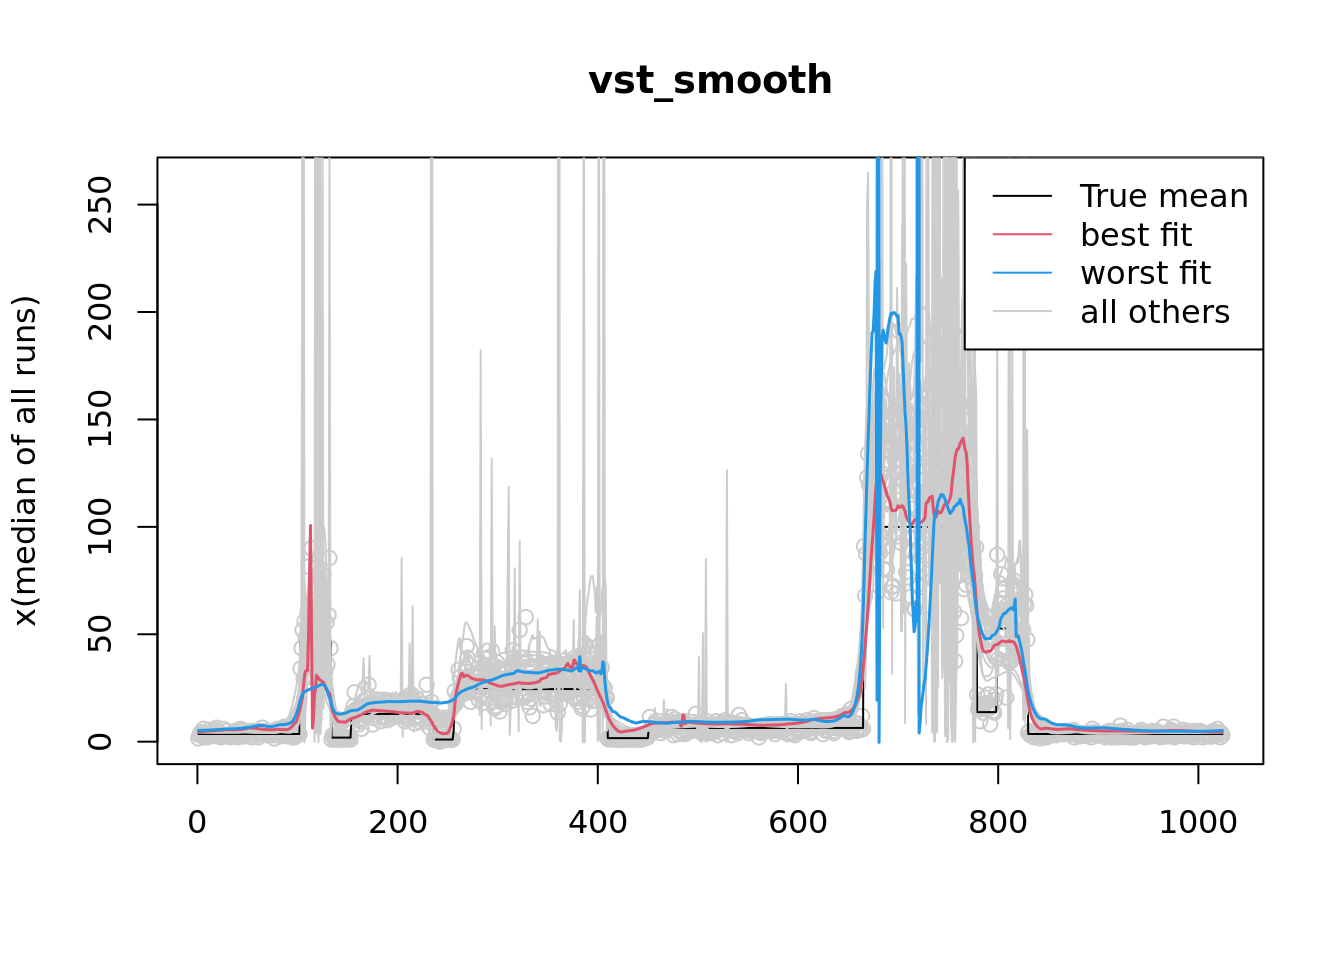 vst_smooth
x(median of all runs)
250
200
150
100
50
0
True mean
best fit
worst fit
all others
0 200 400 600 800 1000